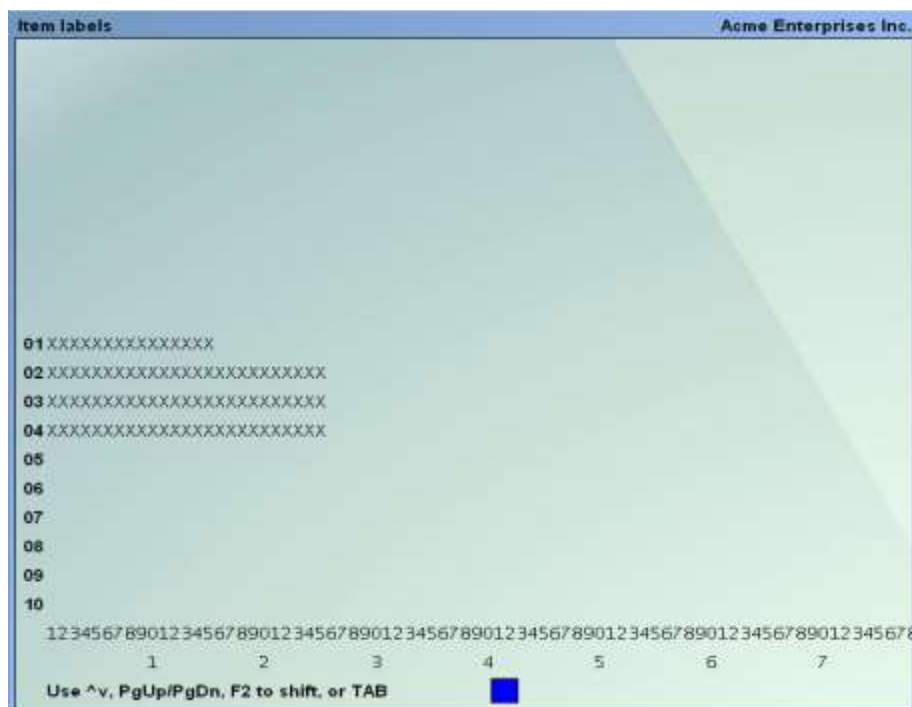 Item labels
Acme Enterprises Inc.
01 XXXXXXXXXXXXXXX
02 XXXXXXXXXXXXXXXXXXXXXXXXX
03 XXXXXXXXXXXXXXXXXXXXXXXXX
04 XXXXXXXXXXXXXXXXXXXXXXXXX
05
06
07
08
09
10
123456789012345678901234567890123456789012345678901234567890123456789012345678
1 2 3 4 5 6 7
Use ^v, PgUp/PgDn, F2 to shift, or TAB